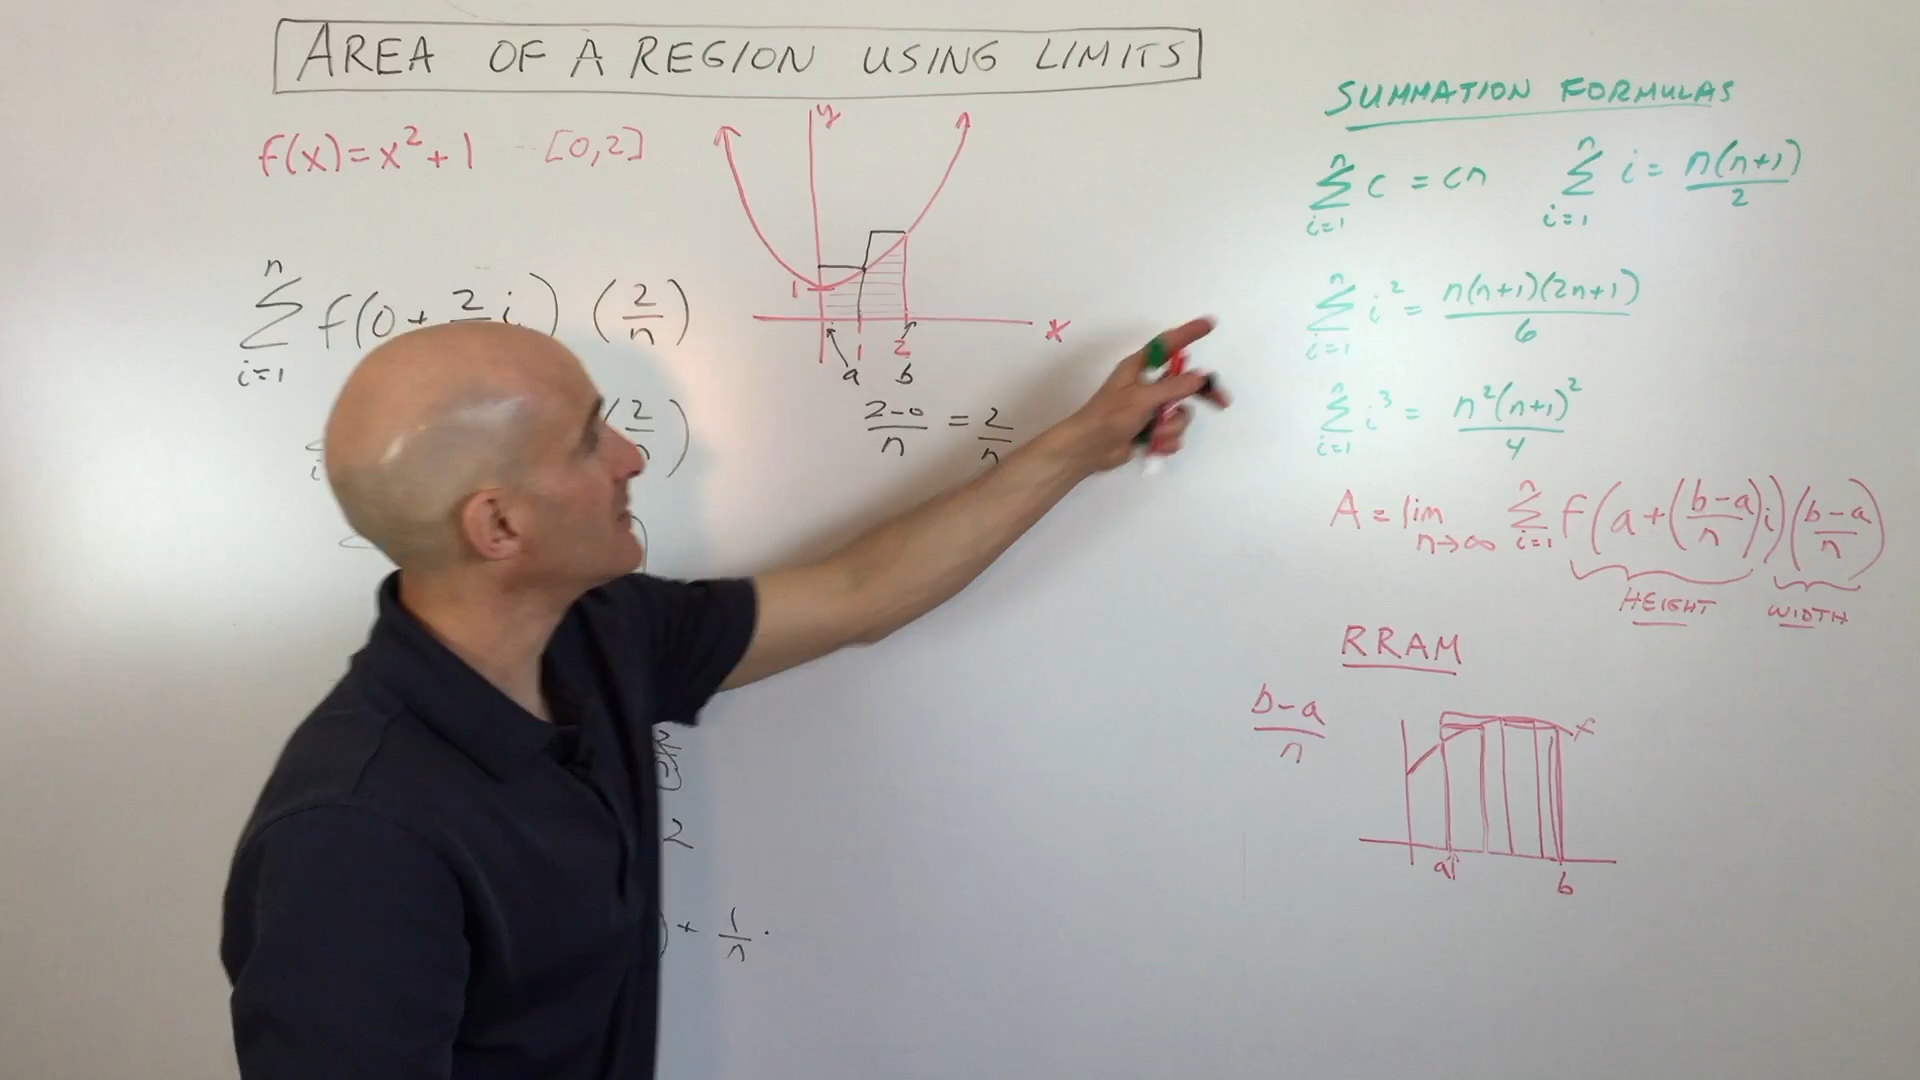 AREA OF A REGION USING LIMITS
f(x) = x² + 1 [0,2]
n
Σ f(0 + 2 i) (2/n)
i=1
2
n
i
2
+ 1/n ·
y
1
x
1 2
a b
2-0/n = 2/n
SUMMATION FORMULAS
n
Σ c = cn
i=1
n
Σ i = n(n+1)/2
i=1
n
Σ i² = n(n+1)(2n+1)/6
i=1
n
Σ i³ = n²(n+1)²/4
i=1
A = lim n→∞ Σ i=1 n f(a + (b-a/n)i)(b-a/n)
HEIGHT WIDTH
RRAM
b-a/n
f
a 1
b